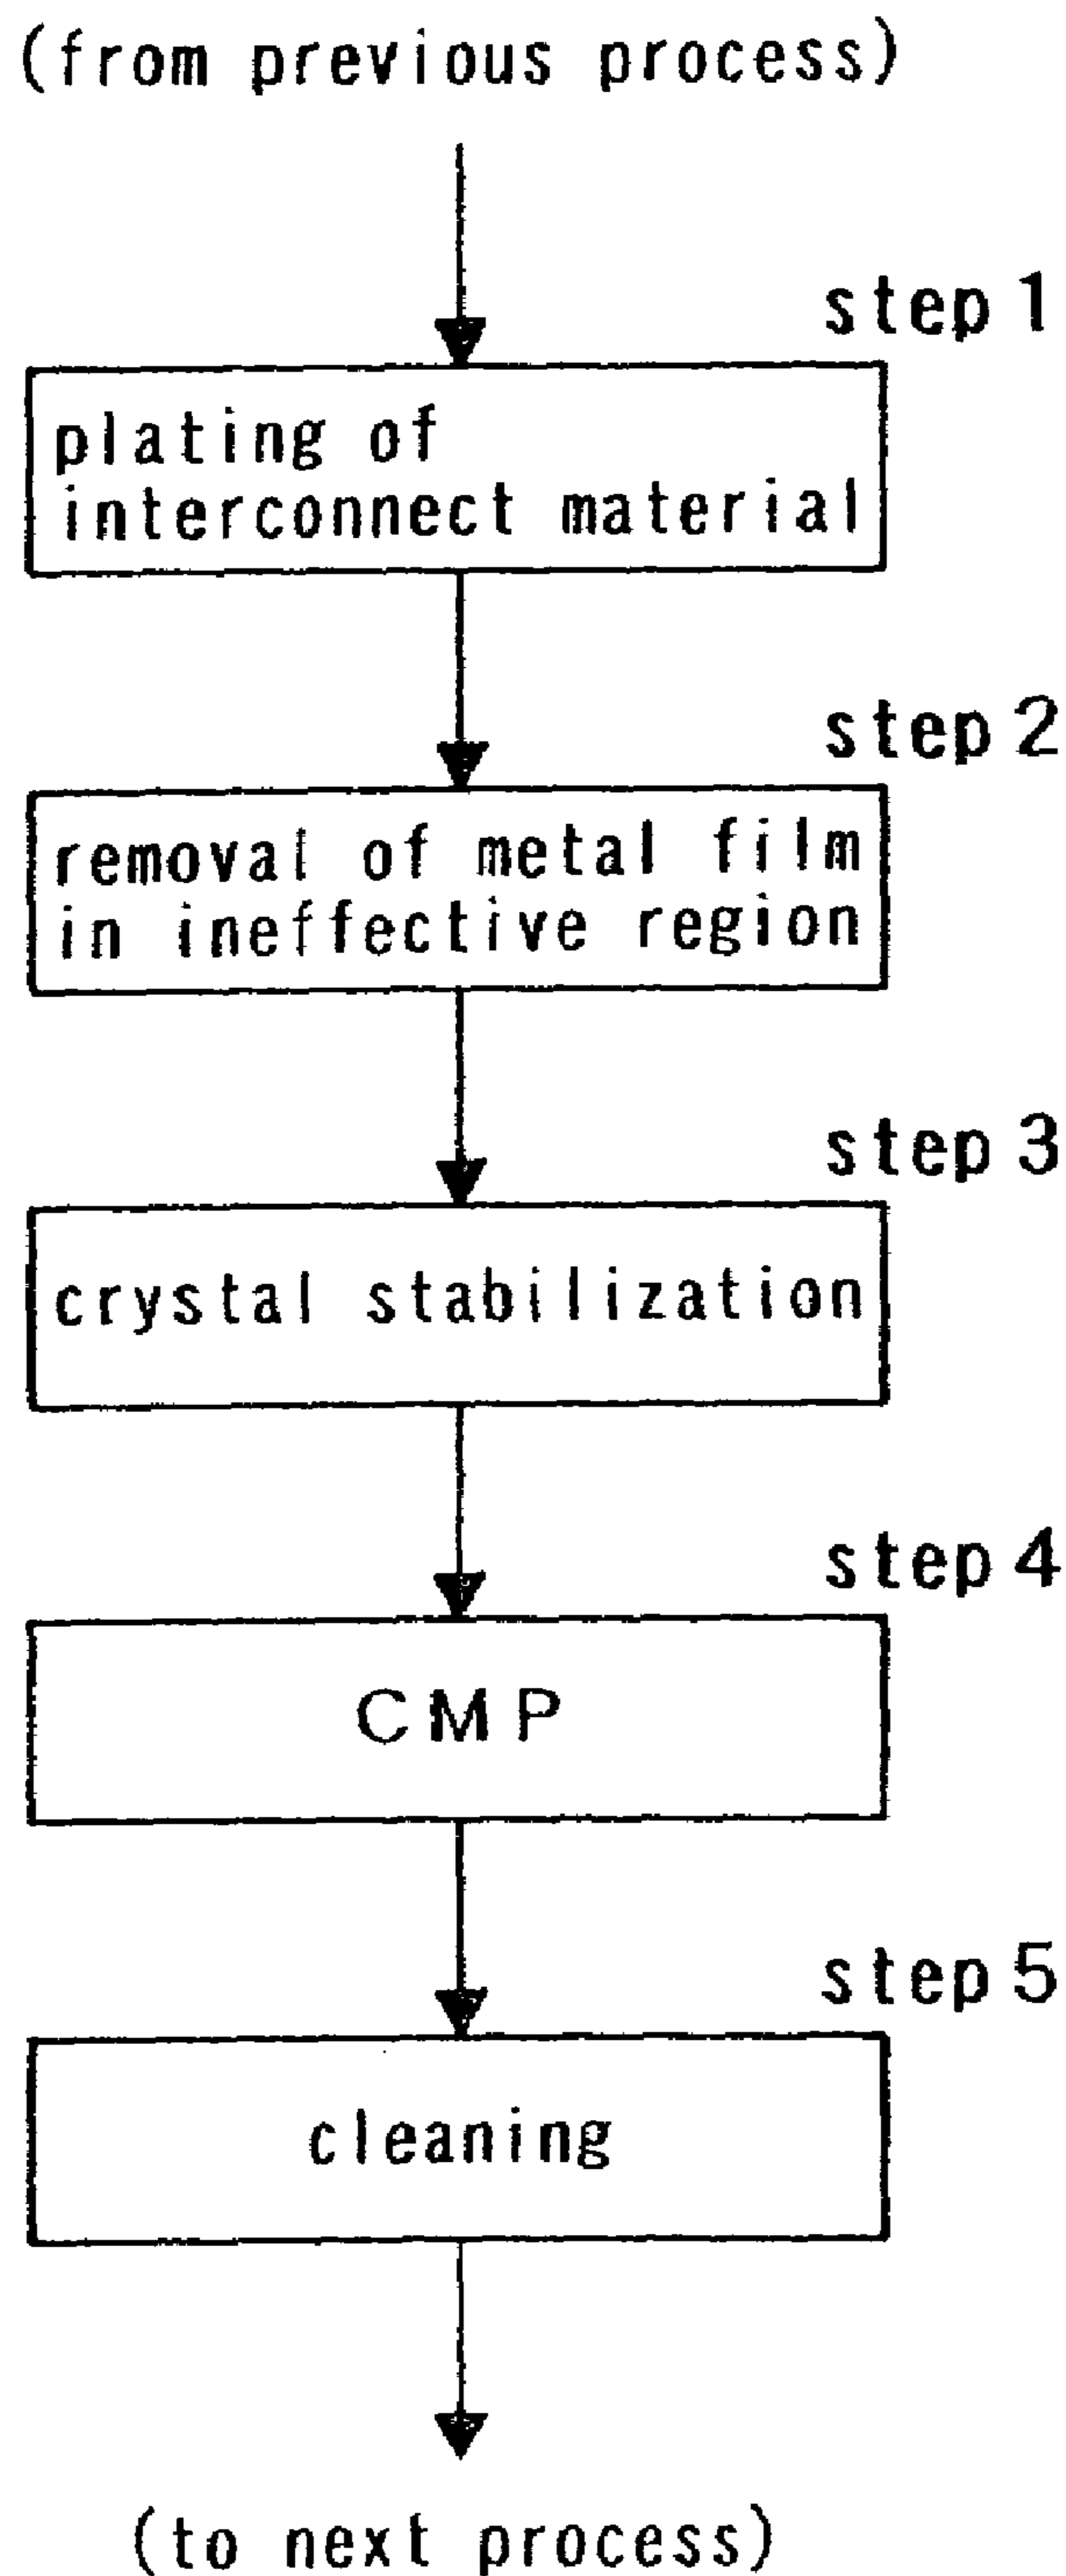 (from previous process)
step 1
plating of
interconnect material
step 2
removal of metal film
in ineffective region
step 3
crystal stabilization
step 4
CMP
step 5
cleaning
(to next process)